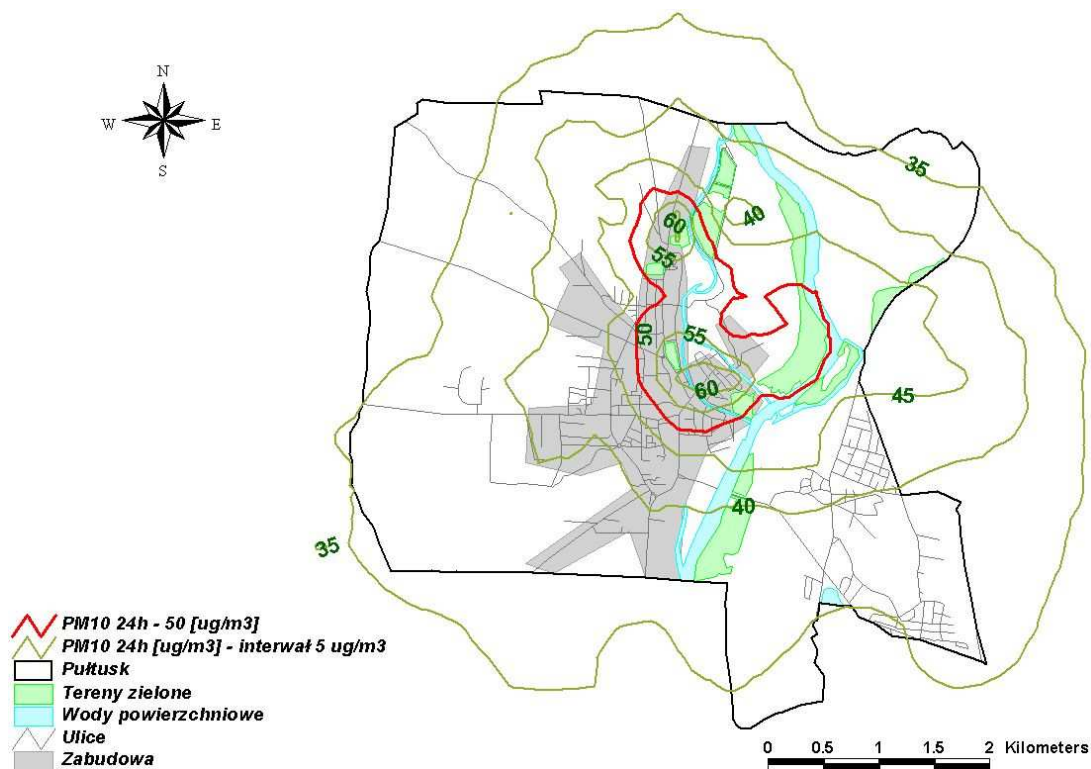 N
W E
S
35
40
60
55
50
55
60
45
40
35
PM10 24h - 50 [ug/m3]
PM10 24h [ug/m3] - interwał 5 ug/m3
Pułtusk
Tereny zielone
Wody powierzchniowe
Ulice
Zabudowa
0 0.5 1 1.5 2 Kilometers